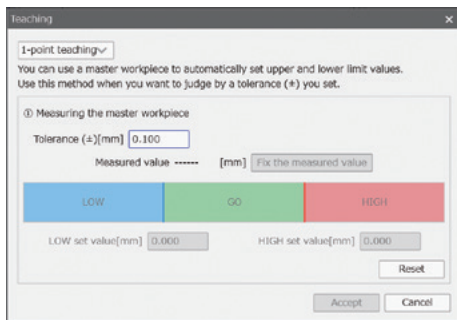 Teaching
1-point teaching
You can use a master workpiece to automatically set upper and lower limit values.
Use this method when you want to judge by a tolerance (±) you set.
① Measuring the master workpiece
Tolerance (±)[mm] 0.100
Measured value ------ [mm] Fix the measured value
LOW GO HIGH
LOW set value[mm] 0.000 HIGH set value[mm] 0.000
Reset
Accept Cancel